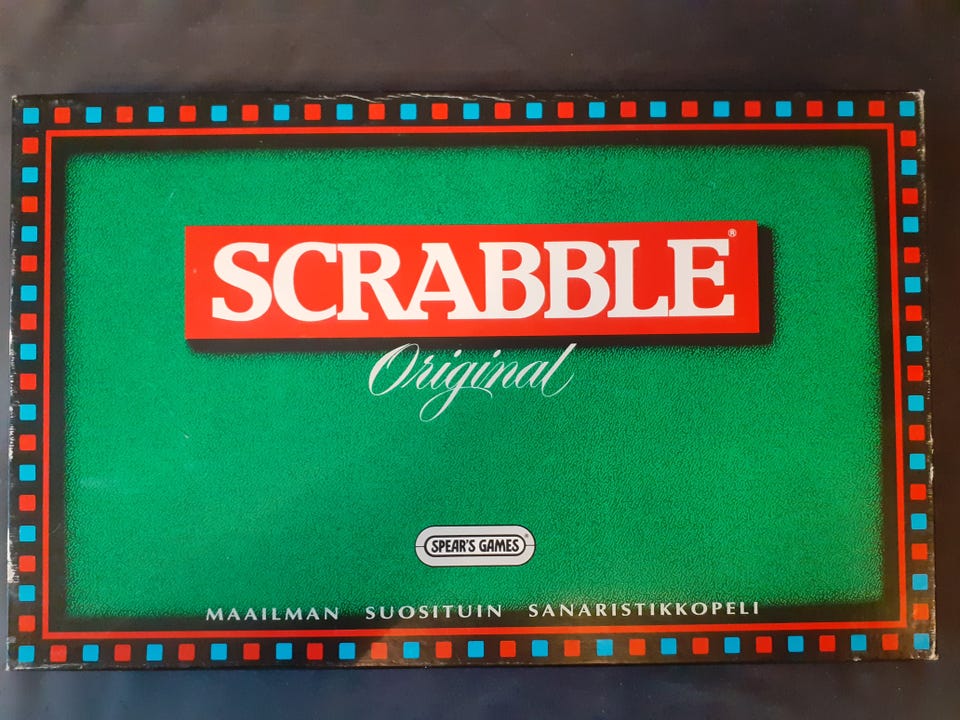 SCRABBLE®
Original
SPEAR'S GAMES®
MAAILMAN SUOSITUIN SANARISTIKKOPELI